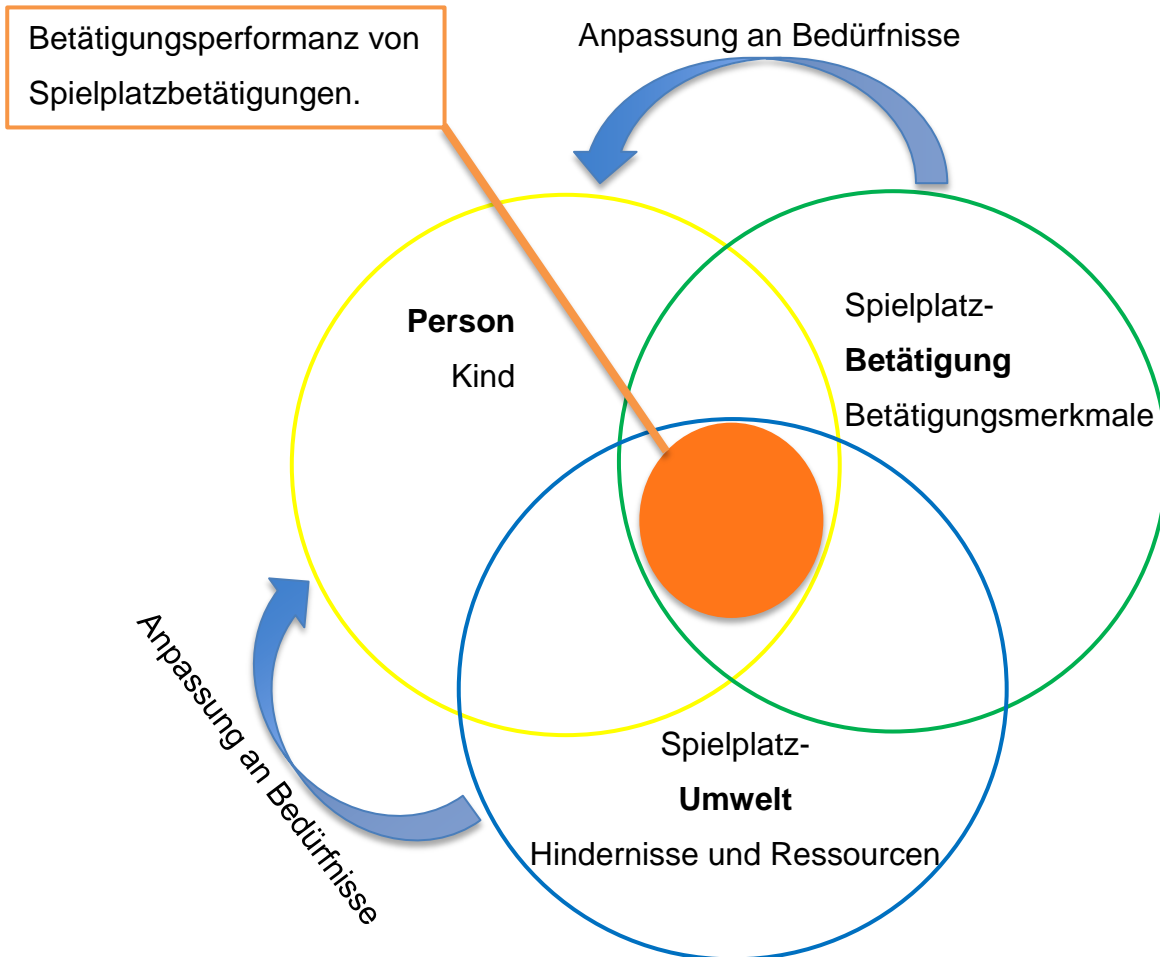 Betätigungsperformanz von
Spielplatzbetätigungen.
Anpassung an Bedürfnisse
Person
Kind
Spielplatz-
Betätigung
Betätigungsmerkmale
Anpassung an Bedürfnisse
Spielplatz-
Umwelt
Hindernisse und Ressourcen